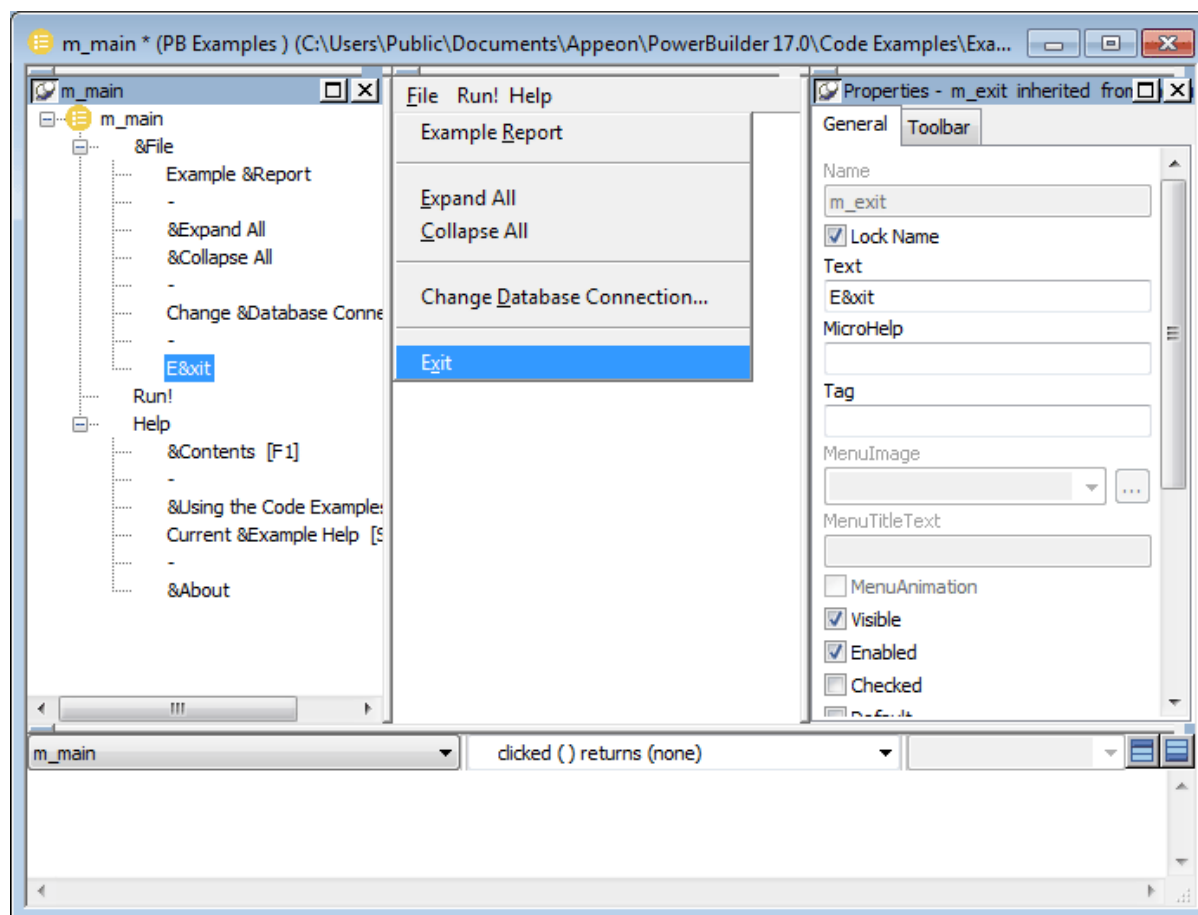 m_main * (PB Examples ) (C:\Users\Public\Documents\Appeon\PowerBuilder 17.0\Code Examples\Exa...
m_main
m_main
&File
Example &Report
-
&Expand All
&Collapse All
-
Change &Database Conne
-
E&xit
Run!
Help
&Contents [F1]
-
&Using the Code Examples
Current &Example Help [S
-
&About
File Run! Help
Example Report
Expand All
Collapse All
Change Database Connection...
Exit
Properties - m_exit inherited from
General Toolbar
Name
m_exit
Lock Name
Text
E&xit
MicroHelp
Tag
MenuImage
...
MenuTitleText
MenuAnimation
Visible
Enabled
Checked
Default
m_main clicked ( ) returns (none)